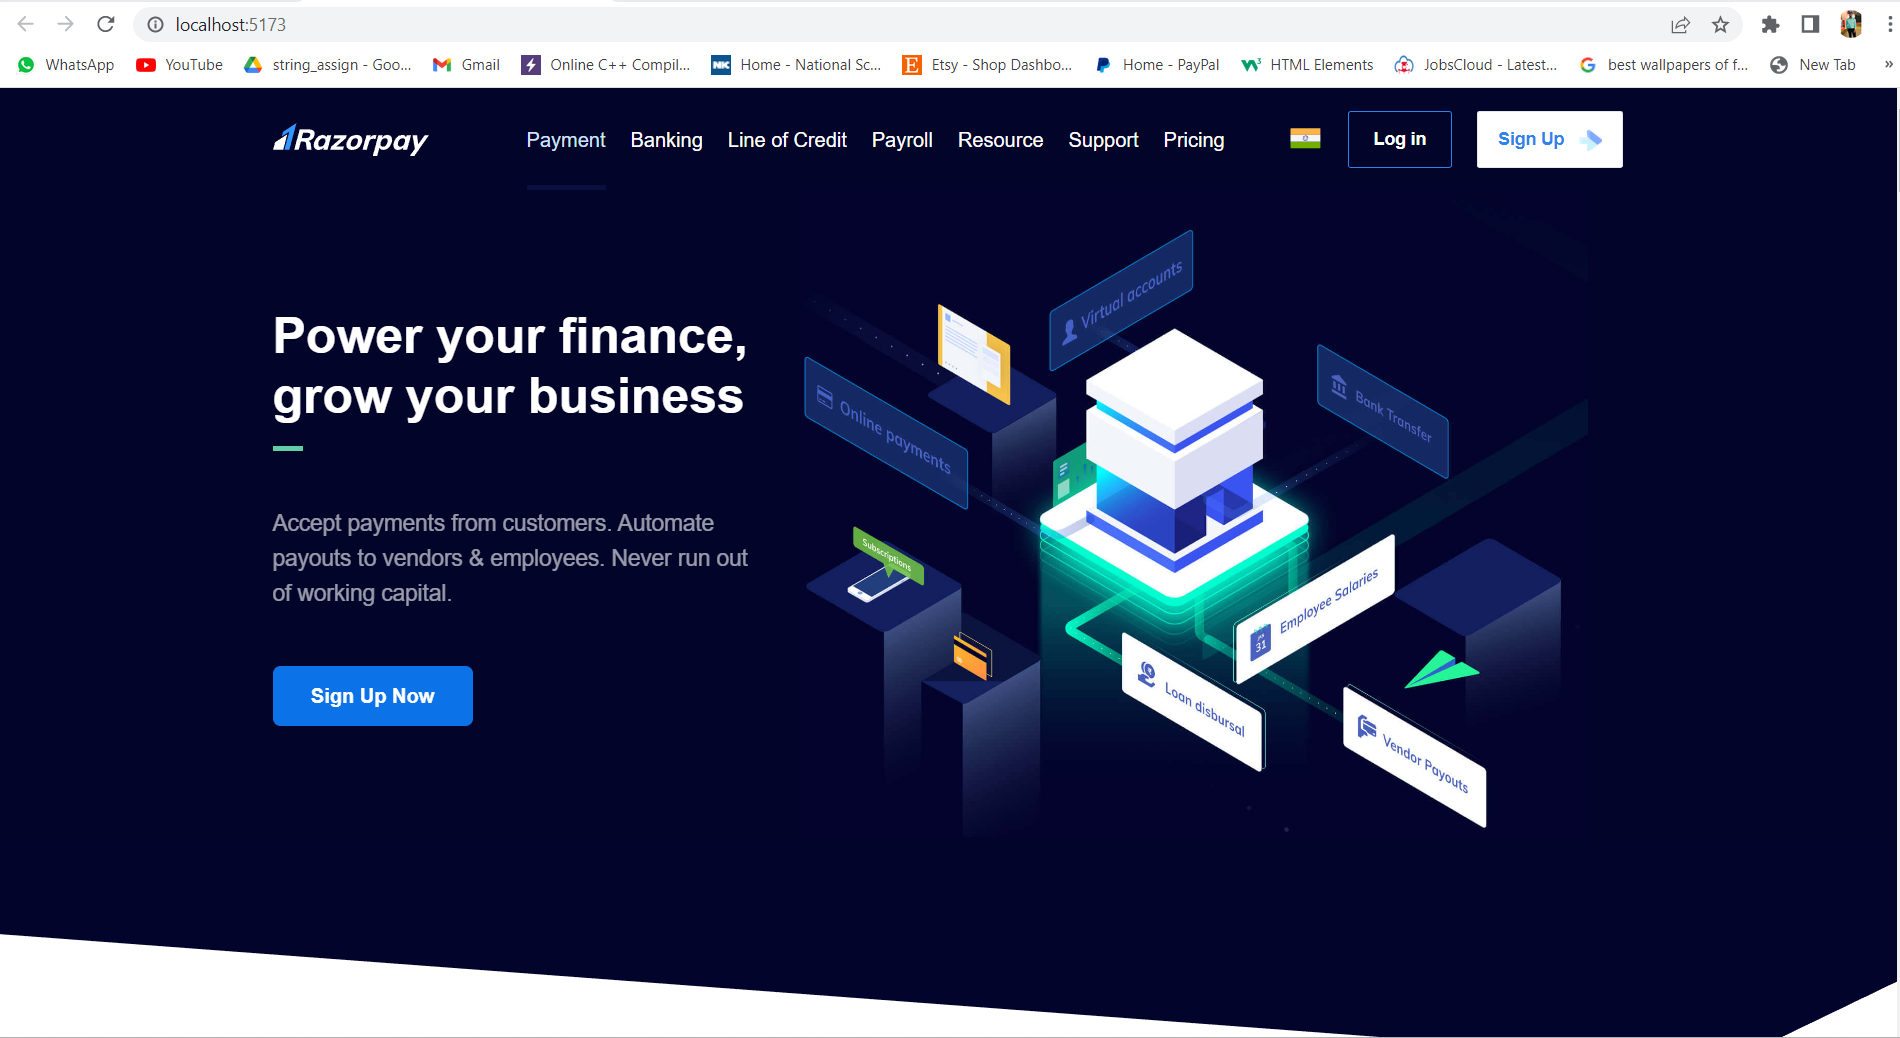 localhost:5173
WhatsApp YouTube string_assign - Goo... Gmail Online C++ Compil... Home - National Sc... Etsy - Shop Dashbo... Home - PayPal HTML Elements JobsCloud - Latest... best wallpapers of f... New Tab »
Razorpay Payment Banking Line of Credit Payroll Resource Support Pricing Log in Sign Up
Power your finance,
grow your business
Accept payments from customers. Automate
payouts to vendors & employees. Never run out
of working capital.
Sign Up Now
Virtual accounts
Online payments
Bank Transfer
Subscriptions
Employee Salaries
31
Loan disbursal
Vendor Payouts